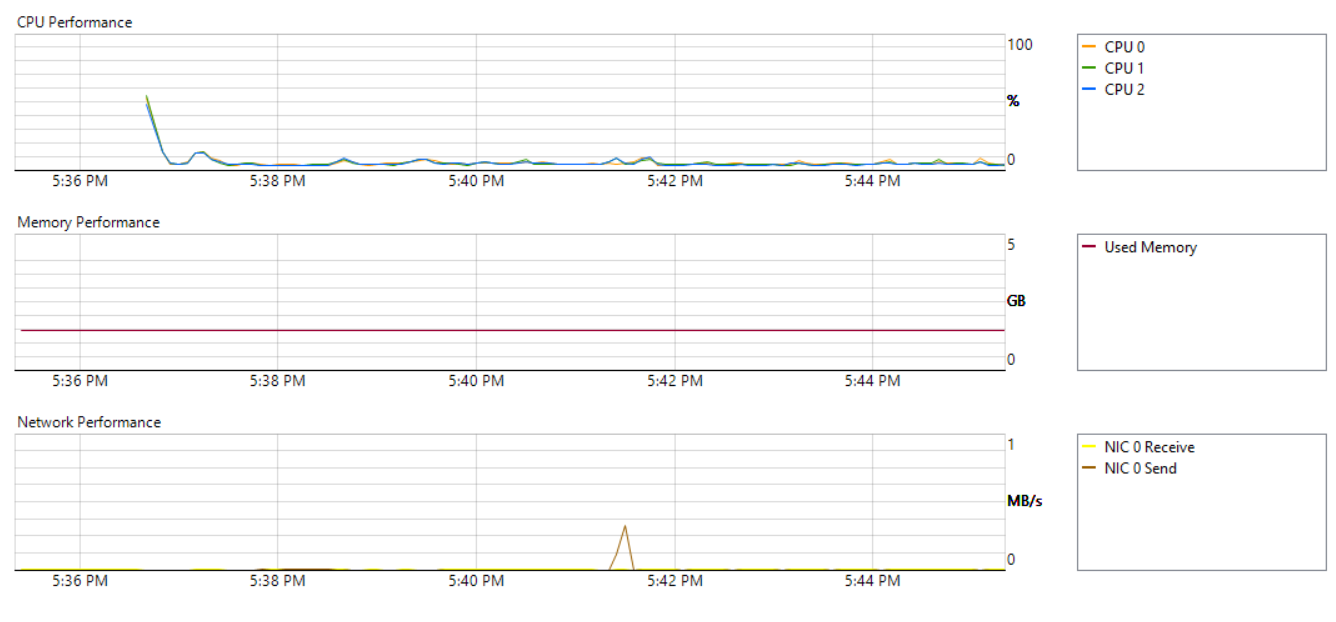 CPU Performance
100
%
0
5:36 PM 5:38 PM 5:40 PM 5:42 PM 5:44 PM
CPU 0
CPU 1
CPU 2
Memory Performance
5
GB
0
5:36 PM 5:38 PM 5:40 PM 5:42 PM 5:44 PM
Used Memory
Network Performance
1
MB/s
0
5:36 PM 5:38 PM 5:40 PM 5:42 PM 5:44 PM
NIC 0 Receive
NIC 0 Send